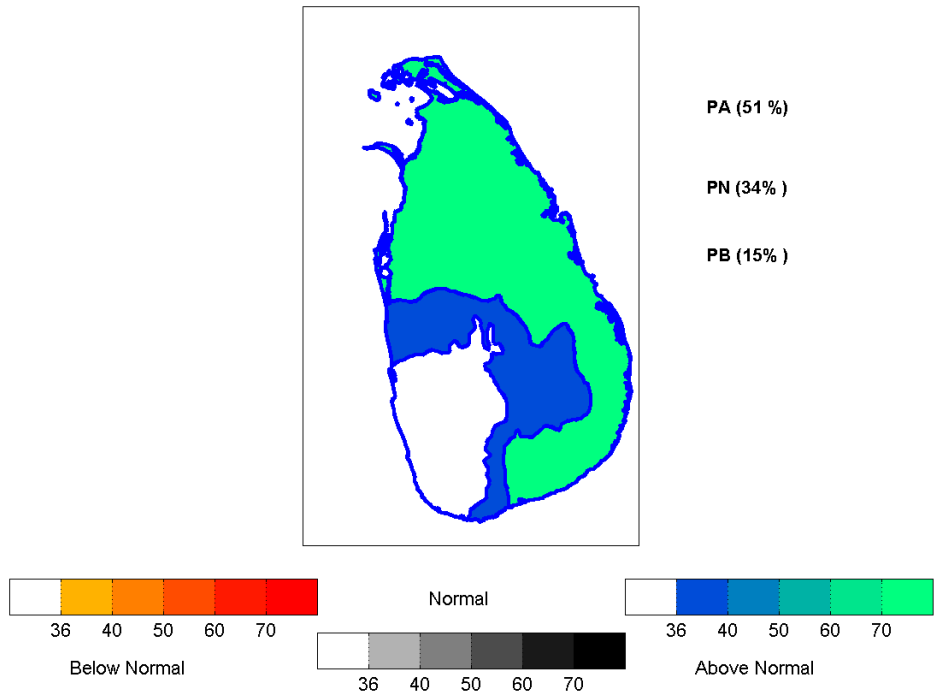 PA (51 %)
PN (34% )
PB (15% )
36 40 50 60 70
Below Normal
Normal
36 40 50 60 70
36 40 50 60 70
Above Normal